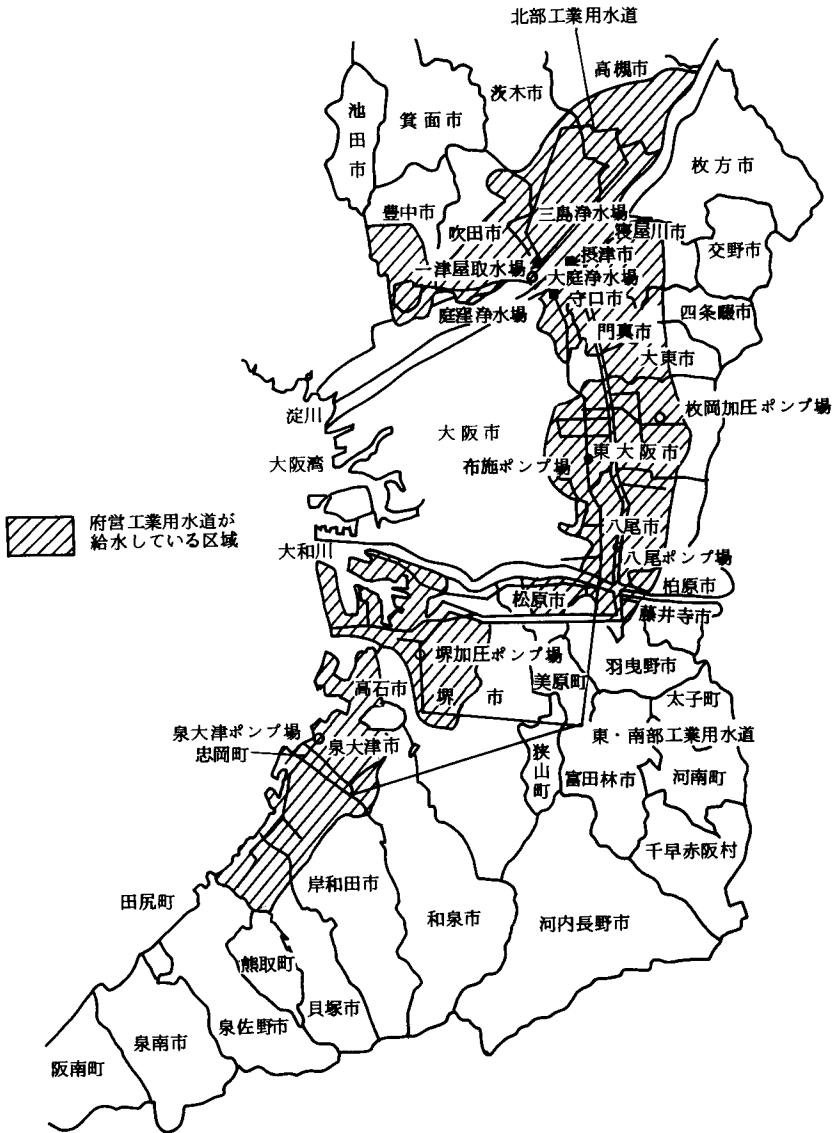 北部工業用水道
高槻市
茨木市
池田市
箕面市
枚方市
豊中市
三島浄水場
寝屋川市
吹田市
摂津市
交野市
一津屋取水場
大庭浄水場
守口市
庭窪浄水場
四条畷市
門真市
大東市
淀川
枚岡加圧ポンプ場
大阪市
東大阪市
大阪湾
布施ポンプ場
府営工業用水道が
給水している区域
八尾市
大和川
八尾ポンプ場
柏原市
松原市
藤井寺市
堺加圧ポンプ場
羽曳野市
美原町
高石市
堺市
太子町
泉大津ポンプ場
東・南部工業用水道
忠岡町
泉大津市
狭山町
富田林市
河南町
千早赤阪村
岸和田市
田尻町
和泉市
河内長野市
熊取町
貝塚市
泉佐野市
泉南市
阪南町